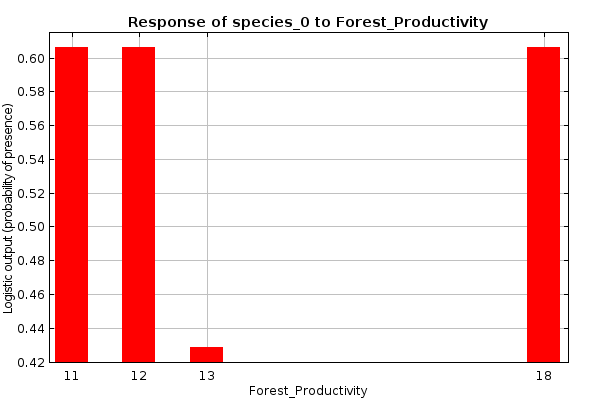 Response of species_0 to Forest_Productivity
Logistic output (probability of presence)
0.60
0.58
0.56
0.54
0.52
0.50
0.48
0.46
0.44
0.42
11 12 13 18
Forest_Productivity